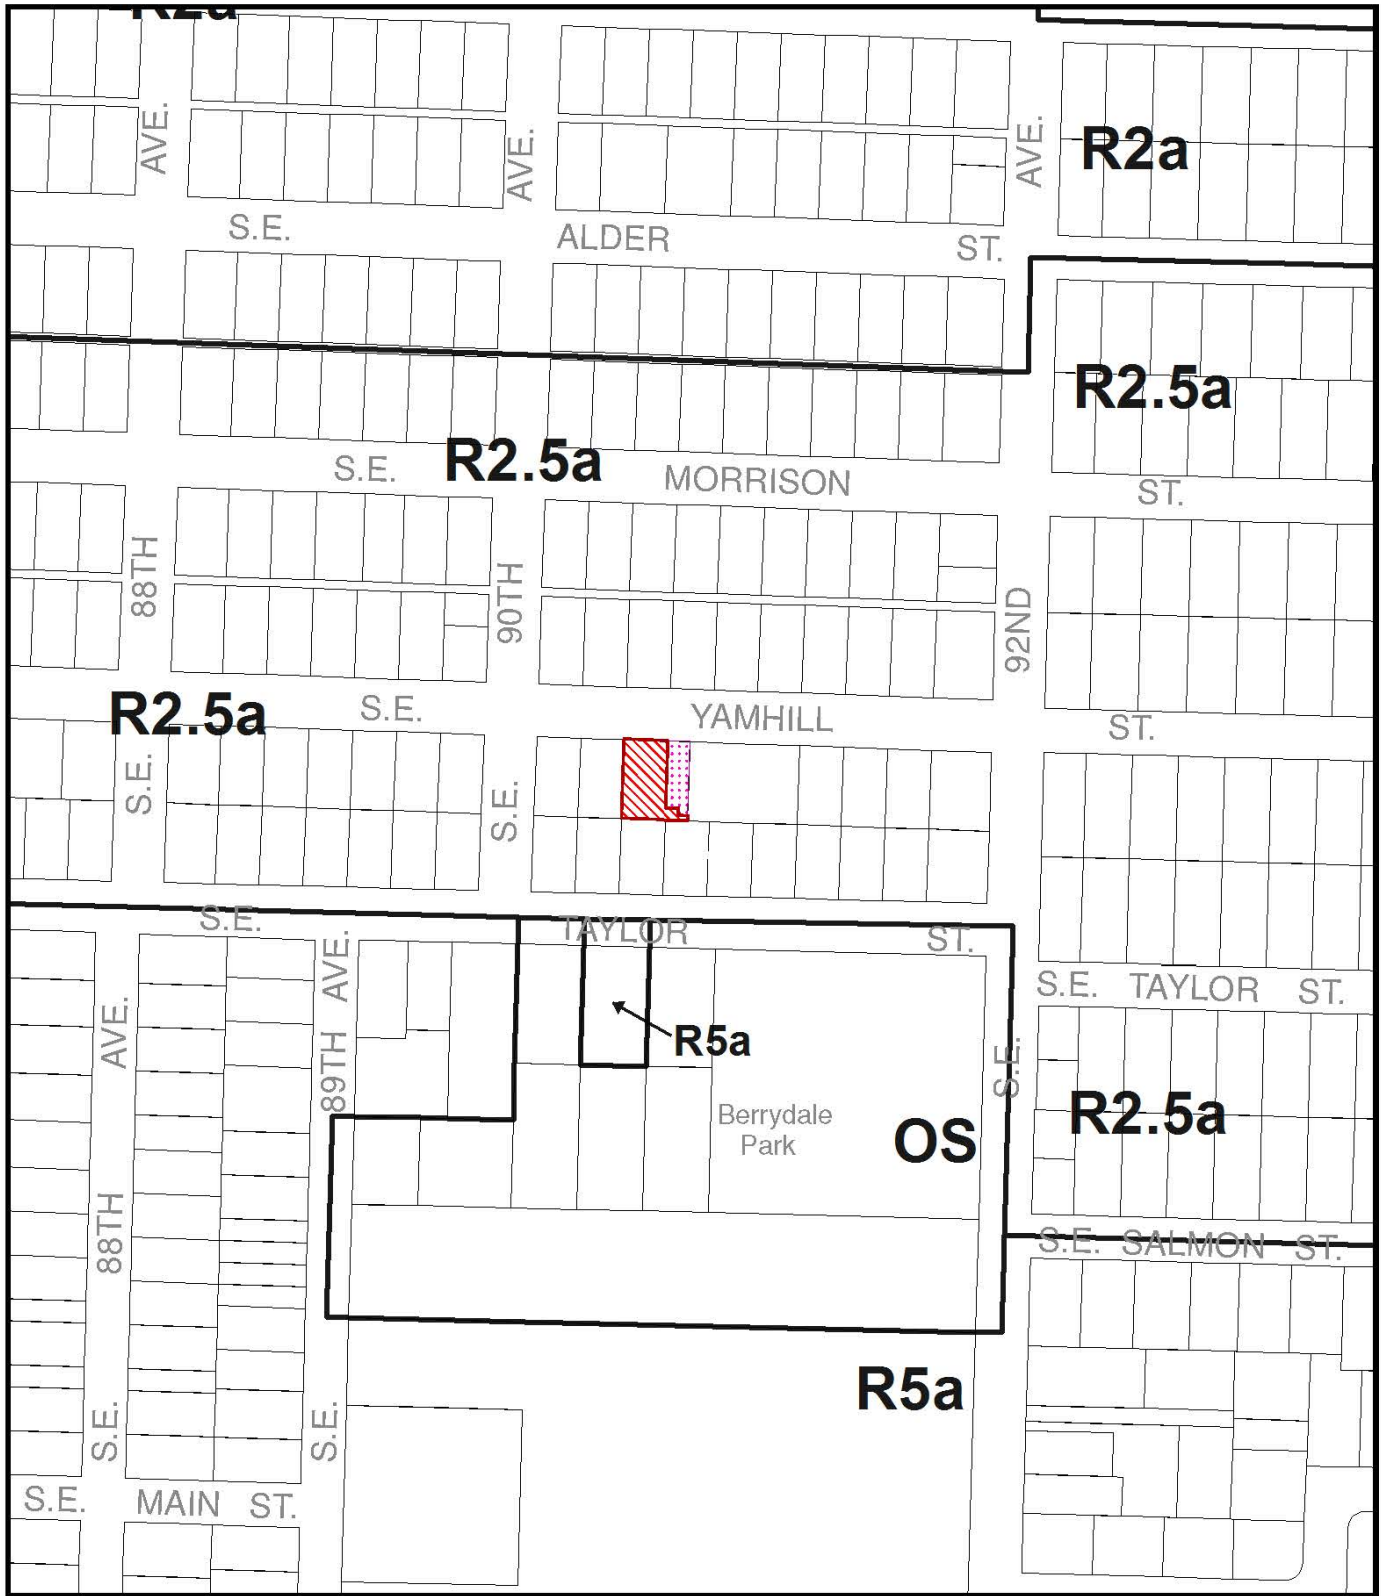 R2a
AVE.
AVE.
AVE.
R2a
S.E. ALDER ST.
R2.5a
R2.5a
S.E. MORRISON ST.
88TH
90TH
92ND
R2.5a
S.E. YAMHILL ST.
S.E.
S.E.
S.E. TAYLOR ST.
AVE.
S.E. TAYLOR ST.
AVE.
R5a
89TH
S.E.
Berrydale
Park
OS
R2.5a
88TH
S.E. SALMON ST.
R5a
S.E.
S.E.
S.E. MAIN ST.